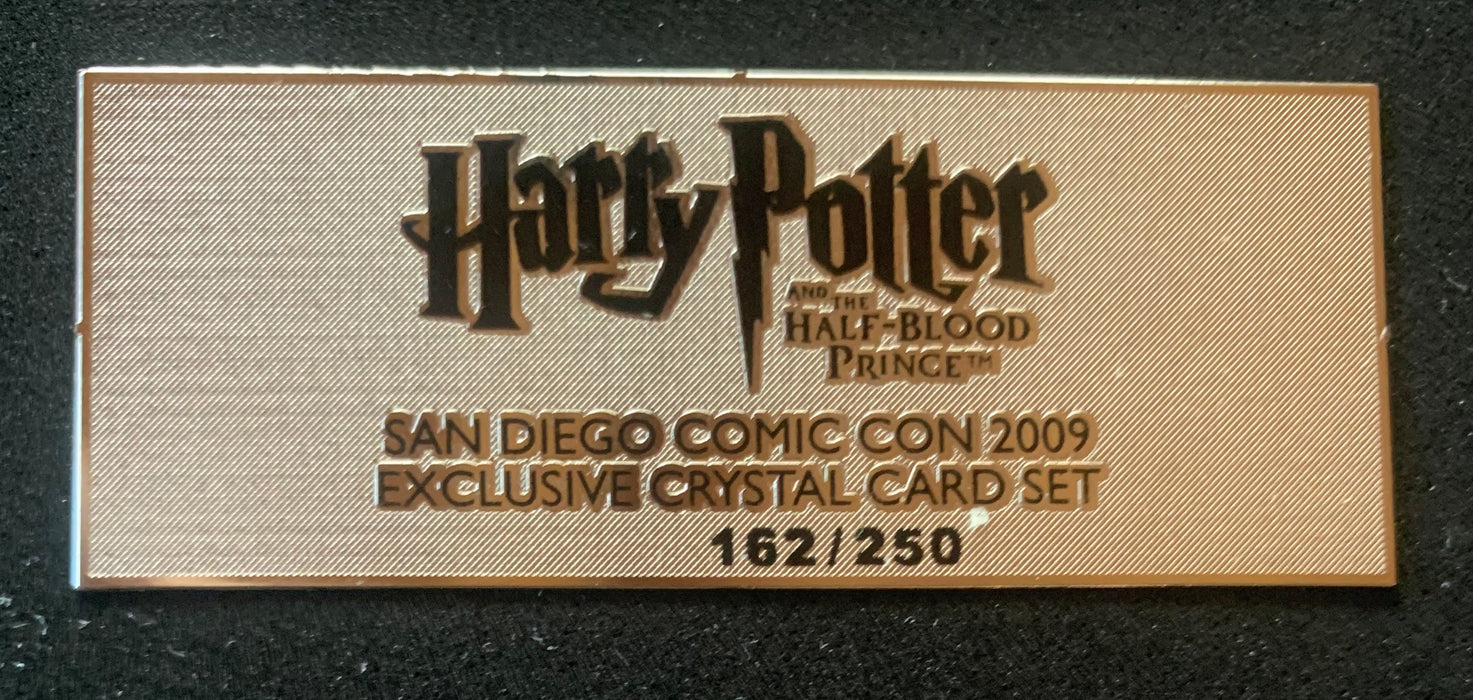 Harry Potter
AND THE
HALF-BLOOD
PRINCE™
SAN DIEGO COMIC CON 2009
EXCLUSIVE CRYSTAL CARD SET
162/250